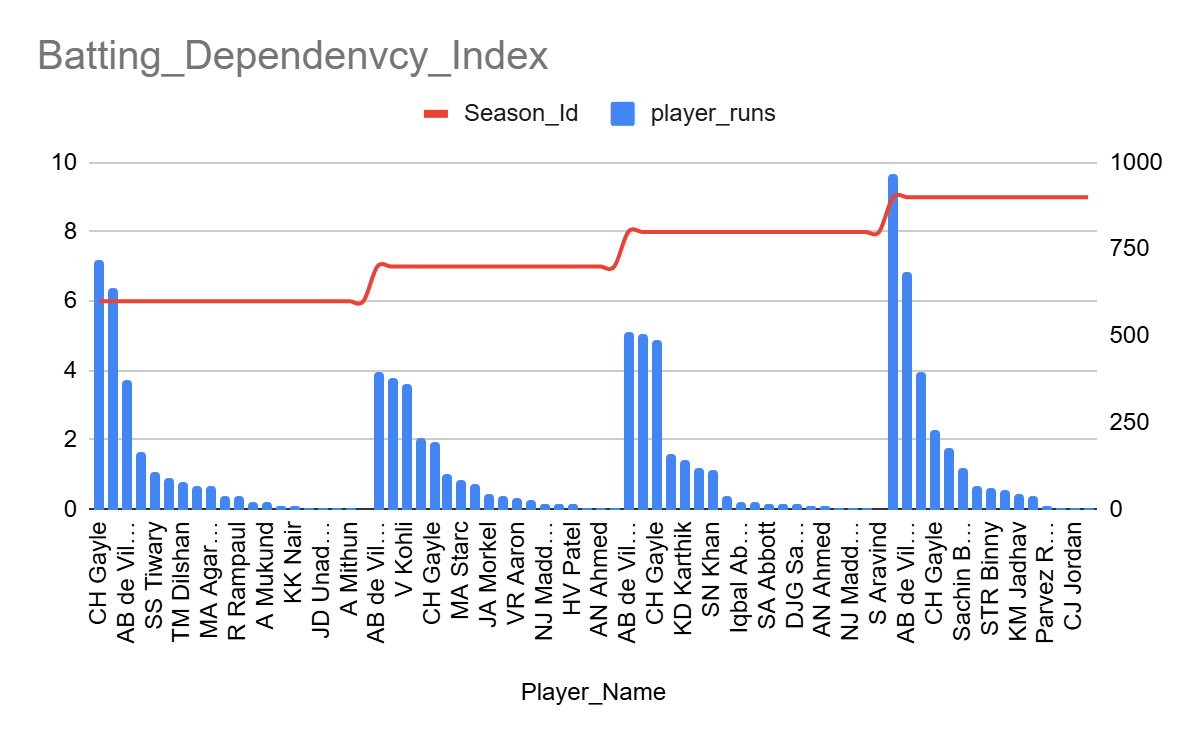 Batting_Dependenvcy_Index
Season_Id player_runs
10 1000
8 750
6 500
4 250
2
0 0
CH Gayle
AB de Vil…
SS Tiwary
TM Dilshan
MA Agar…
R Rampaul
A Mukund
KK Nair
JD Unad…
A Mithun
AB de Vil…
V Kohli
CH Gayle
MA Starc
JA Morkel
VR Aaron
NJ Madd…
HV Patel
AN Ahmed
AB de Vil…
CH Gayle
KD Karthik
SN Khan
Iqbal Ab…
SA Abbott
DJG Sa…
AN Ahmed
NJ Madd…
S Aravind
AB de Vil…
CH Gayle
Sachin B…
STR Binny
KM Jadhav
Parvez R…
CJ Jordan
Player_Name